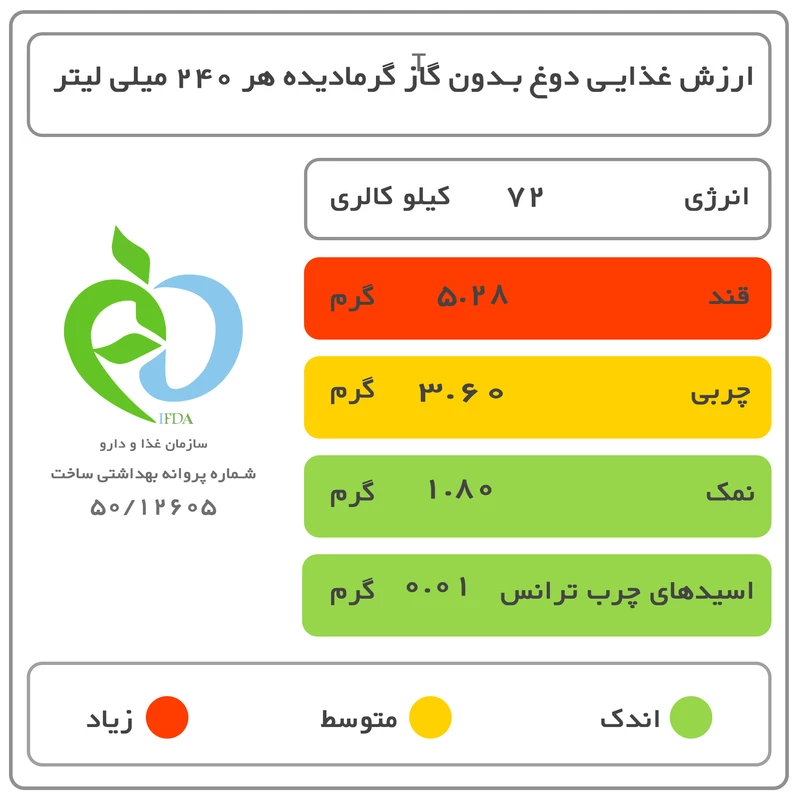 ارزش غذایی دوغ بدون گاز گرمادیده هر ۲۴۰ میلی لیتر
انرژی ۷۲ کیلو کالری
قند ۵.۲۸ گرم
چربی ۳.۶۰ گرم
نمک ۱.۸۰ گرم
اسیدهای چرب ترانس ۰.۰۱ گرم
IFDA
سازمان غذا و دارو
شماره پروانه بهداشتی ساخت
۵۰/۱۲۶۰۵
اندک متوسط زیاد